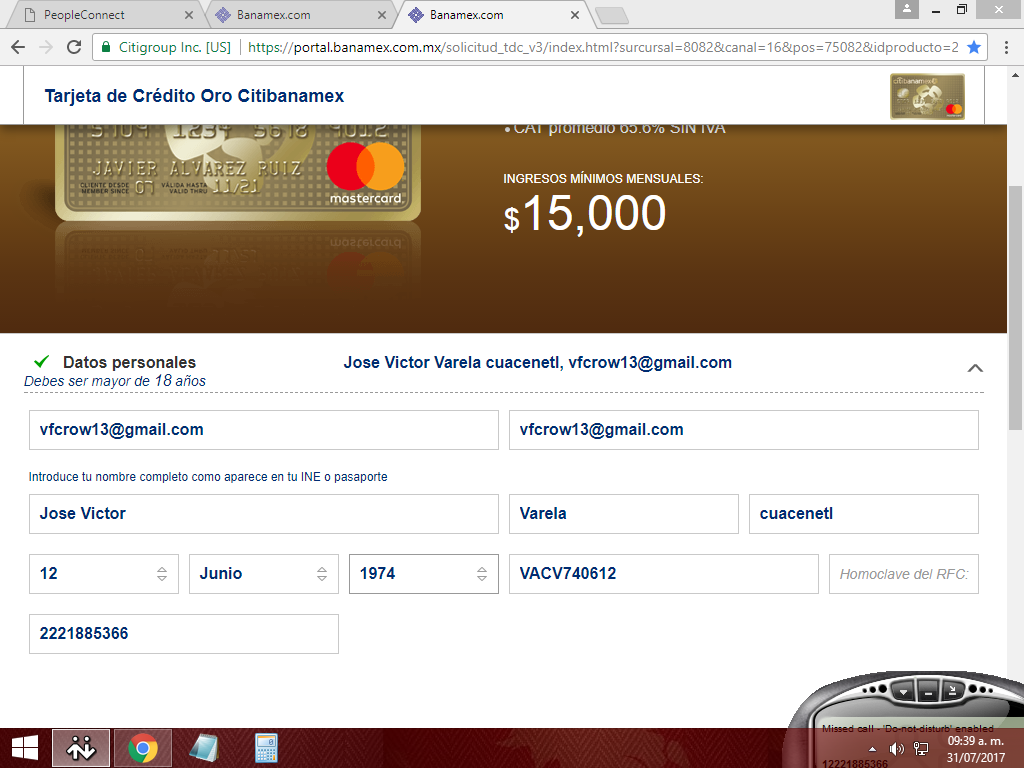 PeopleConnect
Banamex.com
Banamex.com
Citigroup Inc. [US] https://portal.banamex.com.mx/solicitud_tdc_v3/index.html?surcursal=8082&canal=16&pos=75082&idproducto=2
Tarjeta de Crédito Oro Citibanamex
citibanamex
• CAT promedio 65.6% SIN IVA
5109 1234 5678 9012
JAVIER ALVAREZ RUIZ
CLIENTE DESDE
MEMBER SINCE 07 VÁLIDA HASTA
VALID THRU 11/21
mastercard.
INGRESOS MÍNIMOS MENSUALES:
$15,000
Datos personales Jose Victor Varela cuacenetl, vfcrow13@gmail.com
Debes ser mayor de 18 años
vfcrow13@gmail.com vfcrow13@gmail.com
Introduce tu nombre completo como aparece en tu INE o pasaporte
Jose Victor Varela cuacenetl
12 Junio 1974 VACV740612 Homoclave del RFC:
2221885366
Missed call - 'Do-not-disturb' enabled
12221885366
09:39 a. m.
31/07/2017